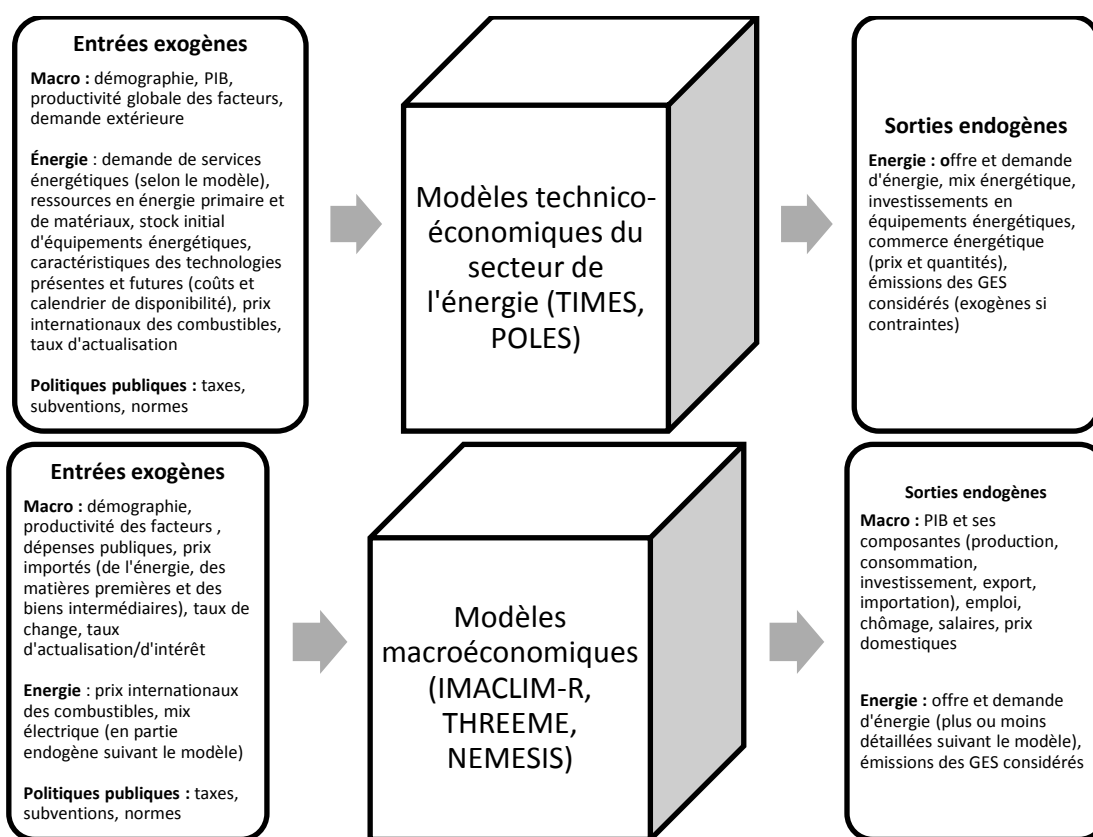 Entrées exogènes
Macro : démographie, PIB,
productivité globale des facteurs,
demande extérieure
Énergie : demande de services
énergétiques (selon le modèle),
ressources en énergie primaire et
de matériaux, stock initial
d'équipements énergétiques,
caractéristiques des technologies
présentes et futures (coûts et
calendrier de disponibilité), prix
internationaux des combustibles,
taux d'actualisation
Politiques publiques : taxes,
subventions, normes
Modèles technico-
économiques du
secteur de
l'énergie (TIMES,
POLES)
Sorties endogènes
Energie : offre et demande
d'énergie, mix énergétique,
investissements en
équipements énergétiques,
commerce énergétique
(prix et quantités),
émissions des GES
considérés (exogènes si
contraintes)
Entrées exogènes
Macro : démographie,
productivité des facteurs ,
dépenses publiques, prix
importés (de l'énergie, des
matières premières et des
biens intermédiaires), taux de
change, taux
d'actualisation/d'intérêt
Energie : prix internationaux
des combustibles, mix
électrique (en partie
endogène suivant le modèle)
Politiques publiques : taxes,
subventions, normes
Modèles
macroéconomiques
(IMACLIM-R,
THREEME,
NEMESIS)
Sorties endogènes
Macro : PIB et ses
composantes (production,
consommation,
investissement, export,
importation), emploi,
chômage, salaires, prix
domestiques
Energie : offre et demande
d'énergie (plus ou moins
détaillées suivant le modèle),
émissions des GES considérés